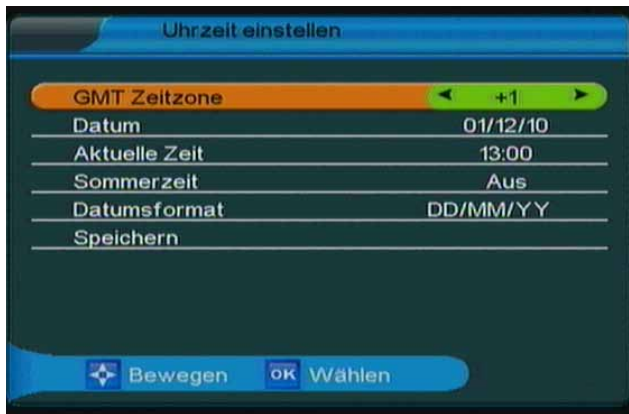 Uhrzeit einstellen
GMT Zeitzone +1
Datum 01/12/10
Aktuelle Zeit 13:00
Sommerzeit Aus
Datumsformat DD/MM/YY
Speichern
Bewegen OK Wählen